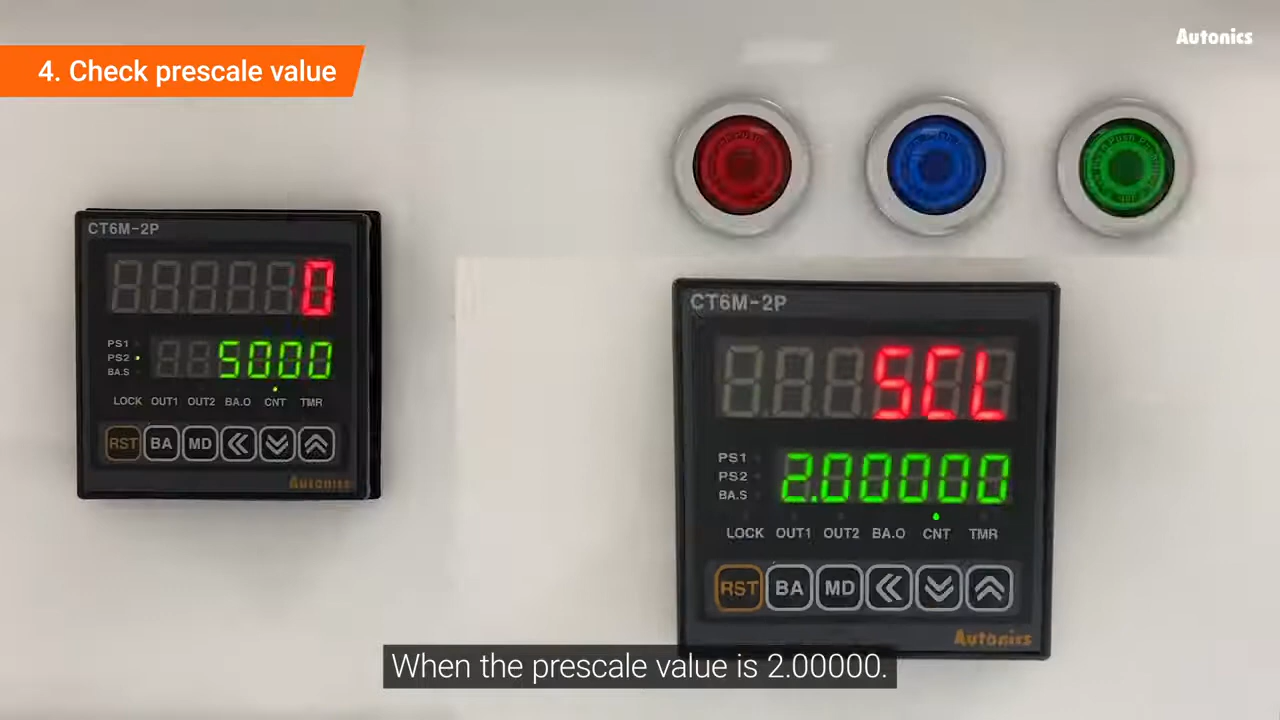 Autonics
4. Check prescale value
CT6M-2P
0
PS1
PS2
BA.S
5000
LOCK OUT1 OUT2 BA.O CNT TMR
RST BA MD
Autonics
CT6M-2P
SCL
PS1
PS2
BA.S
2.00000
LOCK OUT1 OUT2 BA.O CNT TMR
RST BA MD
Autonics
When the prescale value is 2.00000.